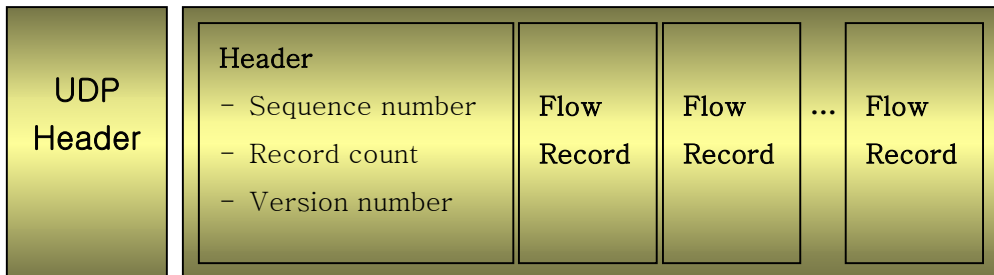 UDP
Header
Header
- Sequence number
- Record count
- Version number
Flow
Record
Flow
Record
...
Flow
Record